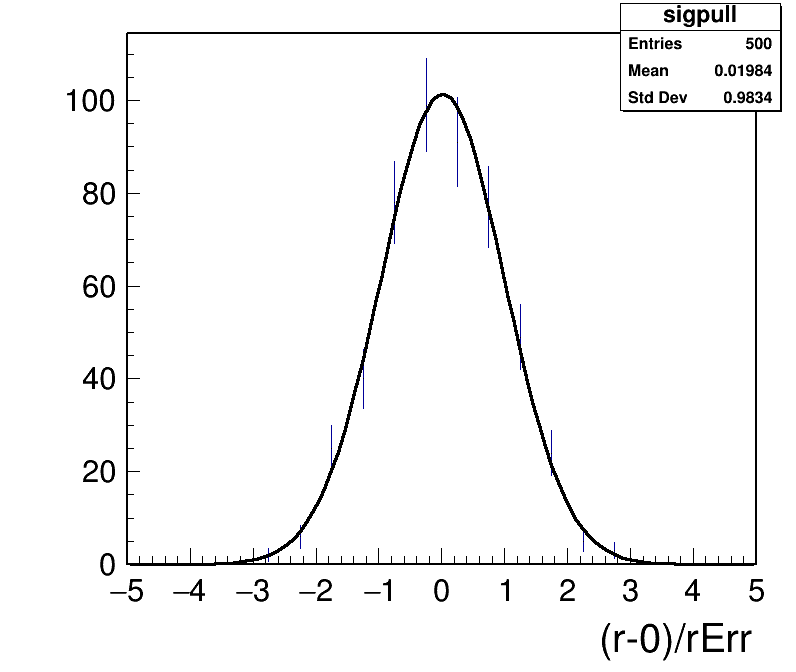 sigpull
Entries 500
Mean 0.01984
Std Dev 0.9834
100
80
60
40
20
0
−5 −4 −3 −2 −1 0 1 2 3 4 5
(r-0)/rErr